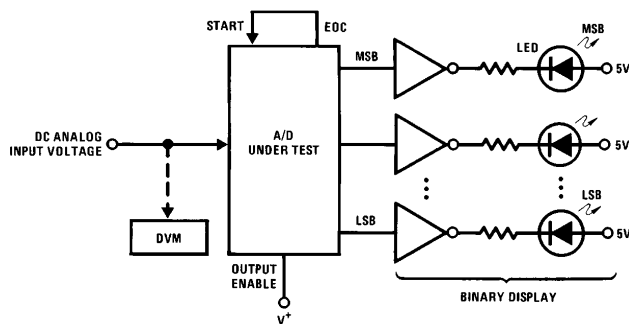 START
EOC
MSB
LED
MSB
5V
DC ANALOG
INPUT VOLTAGE
A/D
UNDER TEST
5V
LSB
LSB
5V
DVM
OUTPUT
ENABLE
V+
BINARY DISPLAY